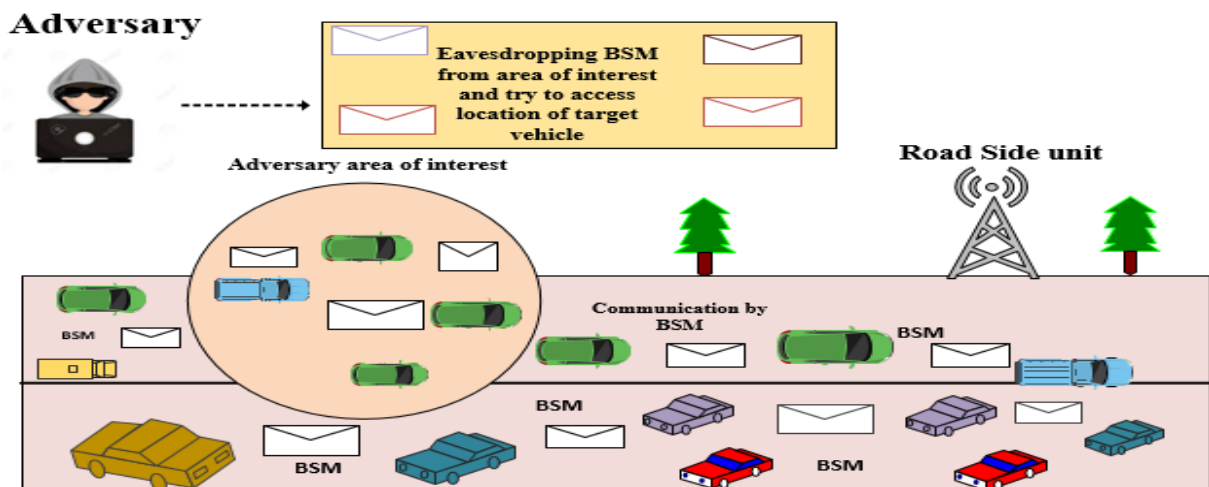 Adversary
Eavesdropping BSM
from area of interest
and try to access
location of target
vehicle
Adversary area of interest
Road Side unit
Communication by
BSM
BSM
BSM
BSM
BSM
BSM